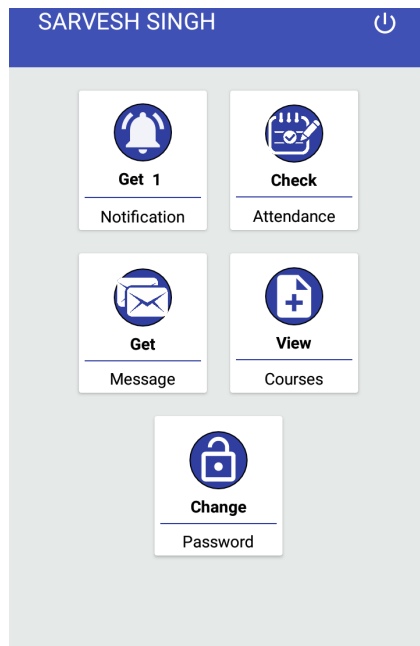 SARVESH SINGH
Get 1
Notification
Check
Attendance
Get
Message
View
Courses
Change
Password